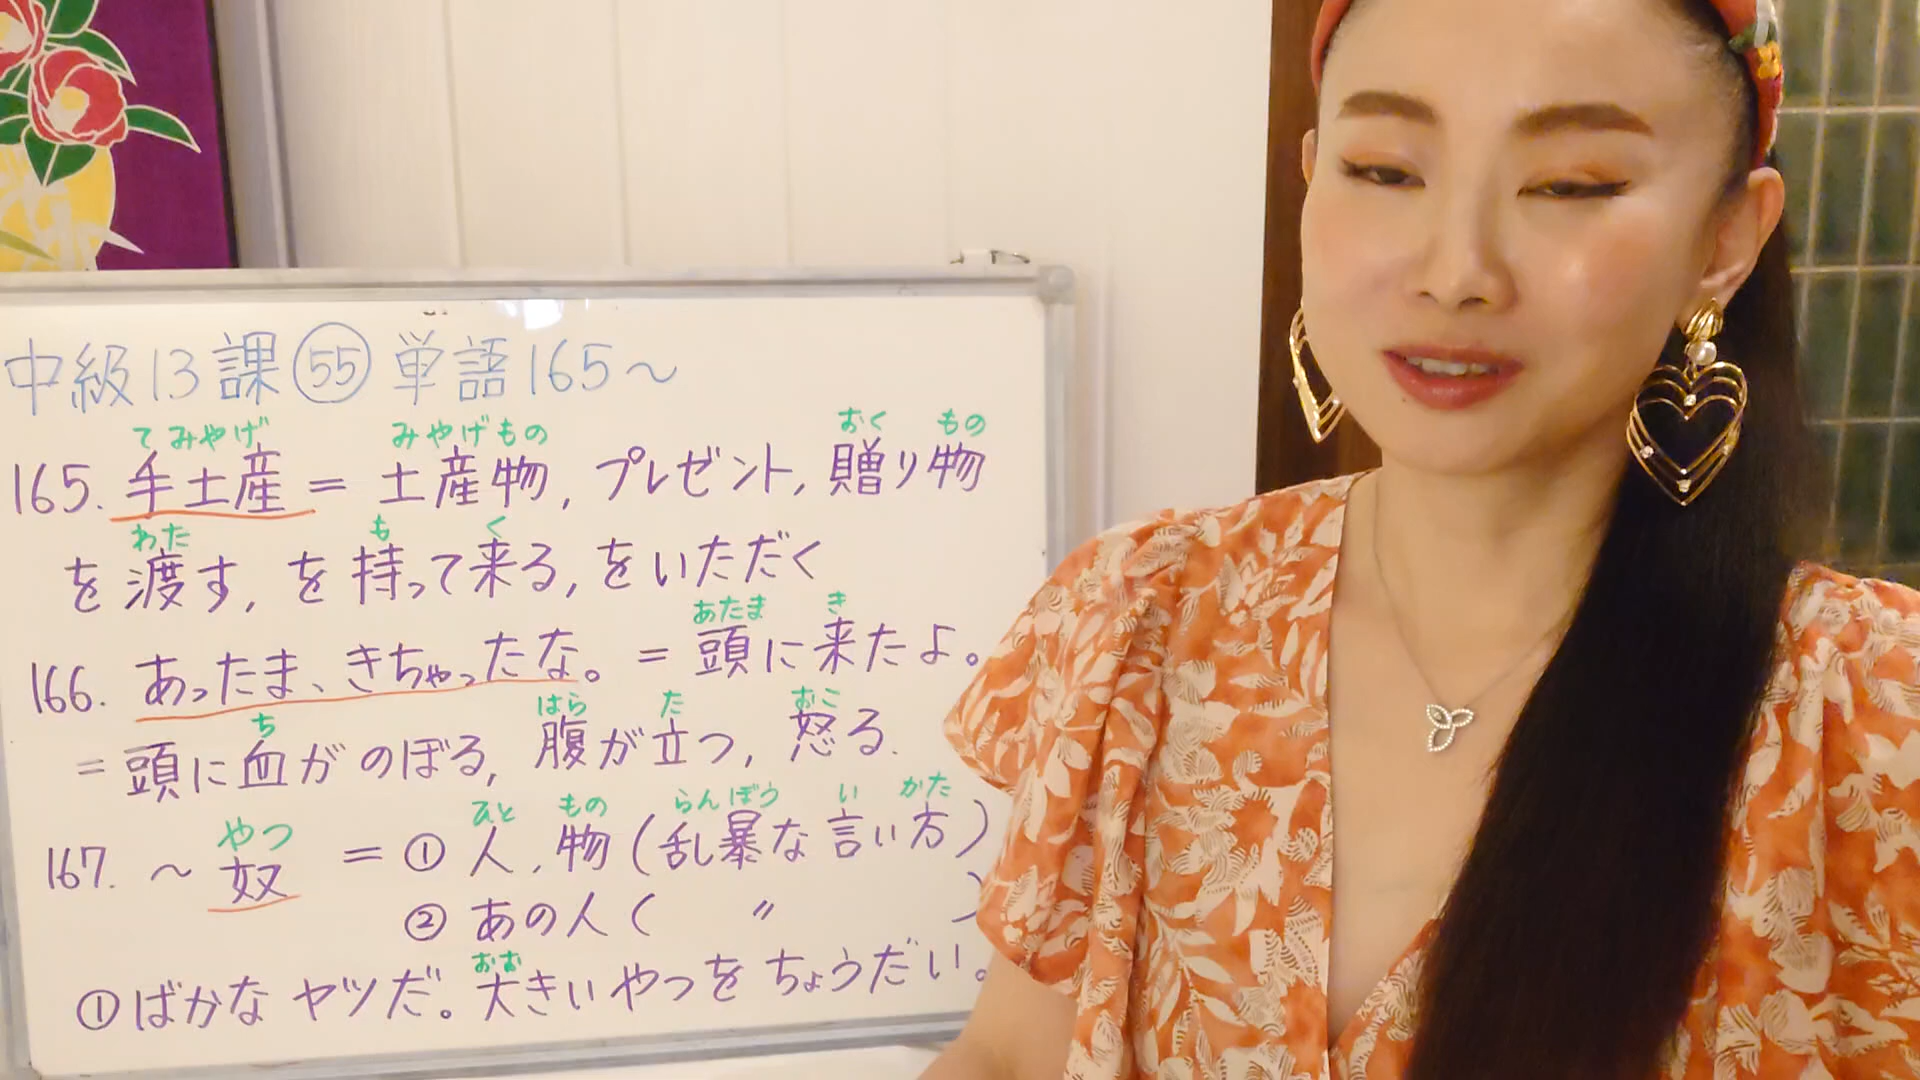 中級13課 55 単語165～
てみやげ みやげもの おく もの
165. 手土産 = 土産物, プレゼント, 贈り物
わた も く
を渡す, を持って来る, をいただく
あたま き
166. あったま、きちゃったな。 = 頭に来たよ。
ち はら た おこ
= 頭に血がのぼる, 腹が立つ, 怒る.
やつ ひと もの らんぼう い かた
167. ～奴 = ① 人, 物 (乱暴な言い方)
② あの人 ( 〃 )
おお
① ばかなヤツだ。大きいやつをちょうだい。